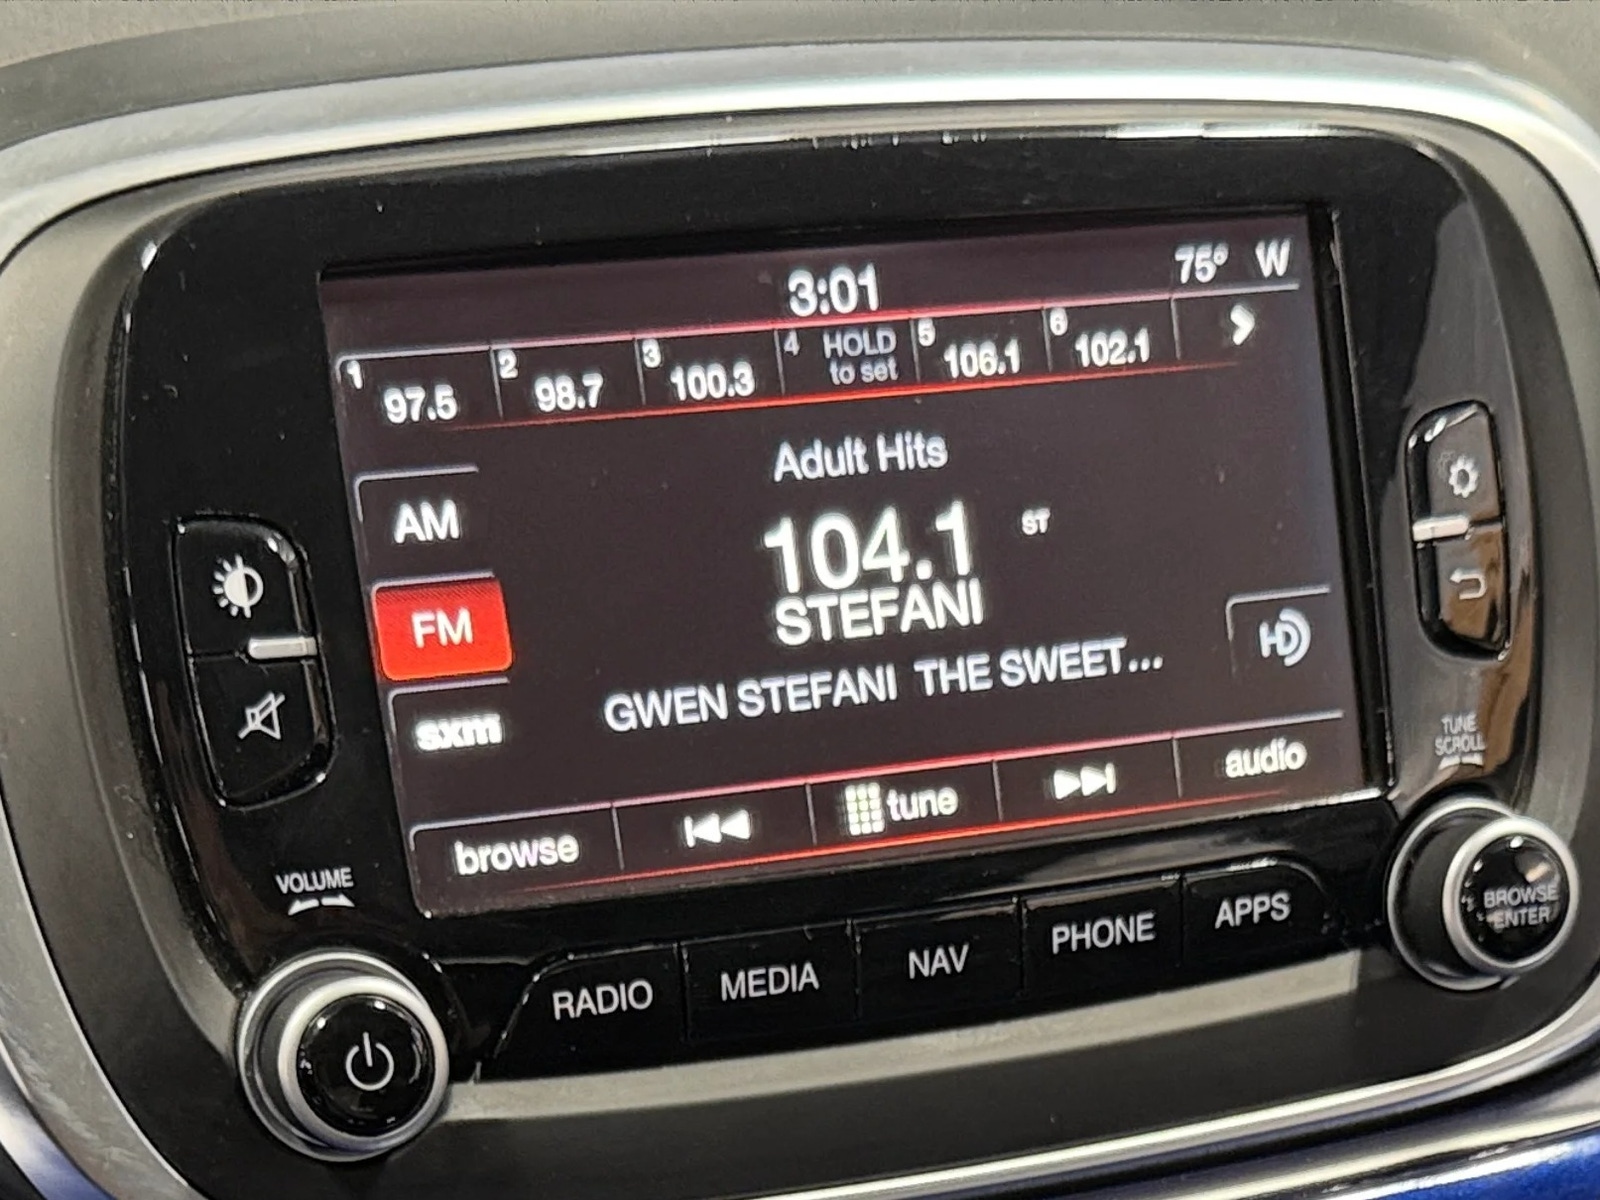 3:01
75° W
1 97.5 2 98.7 3 100.3 4 HOLD to set 5 106.1 6 102.1
Adult Hits
AM
104.1 ST
FM
STEFANI
HD
GWEN STEFANI THE SWEET...
sxm
TUNE
SCROLL
browse tune audio
VOLUME
BROWSE
ENTER
RADIO MEDIA NAV PHONE APPS